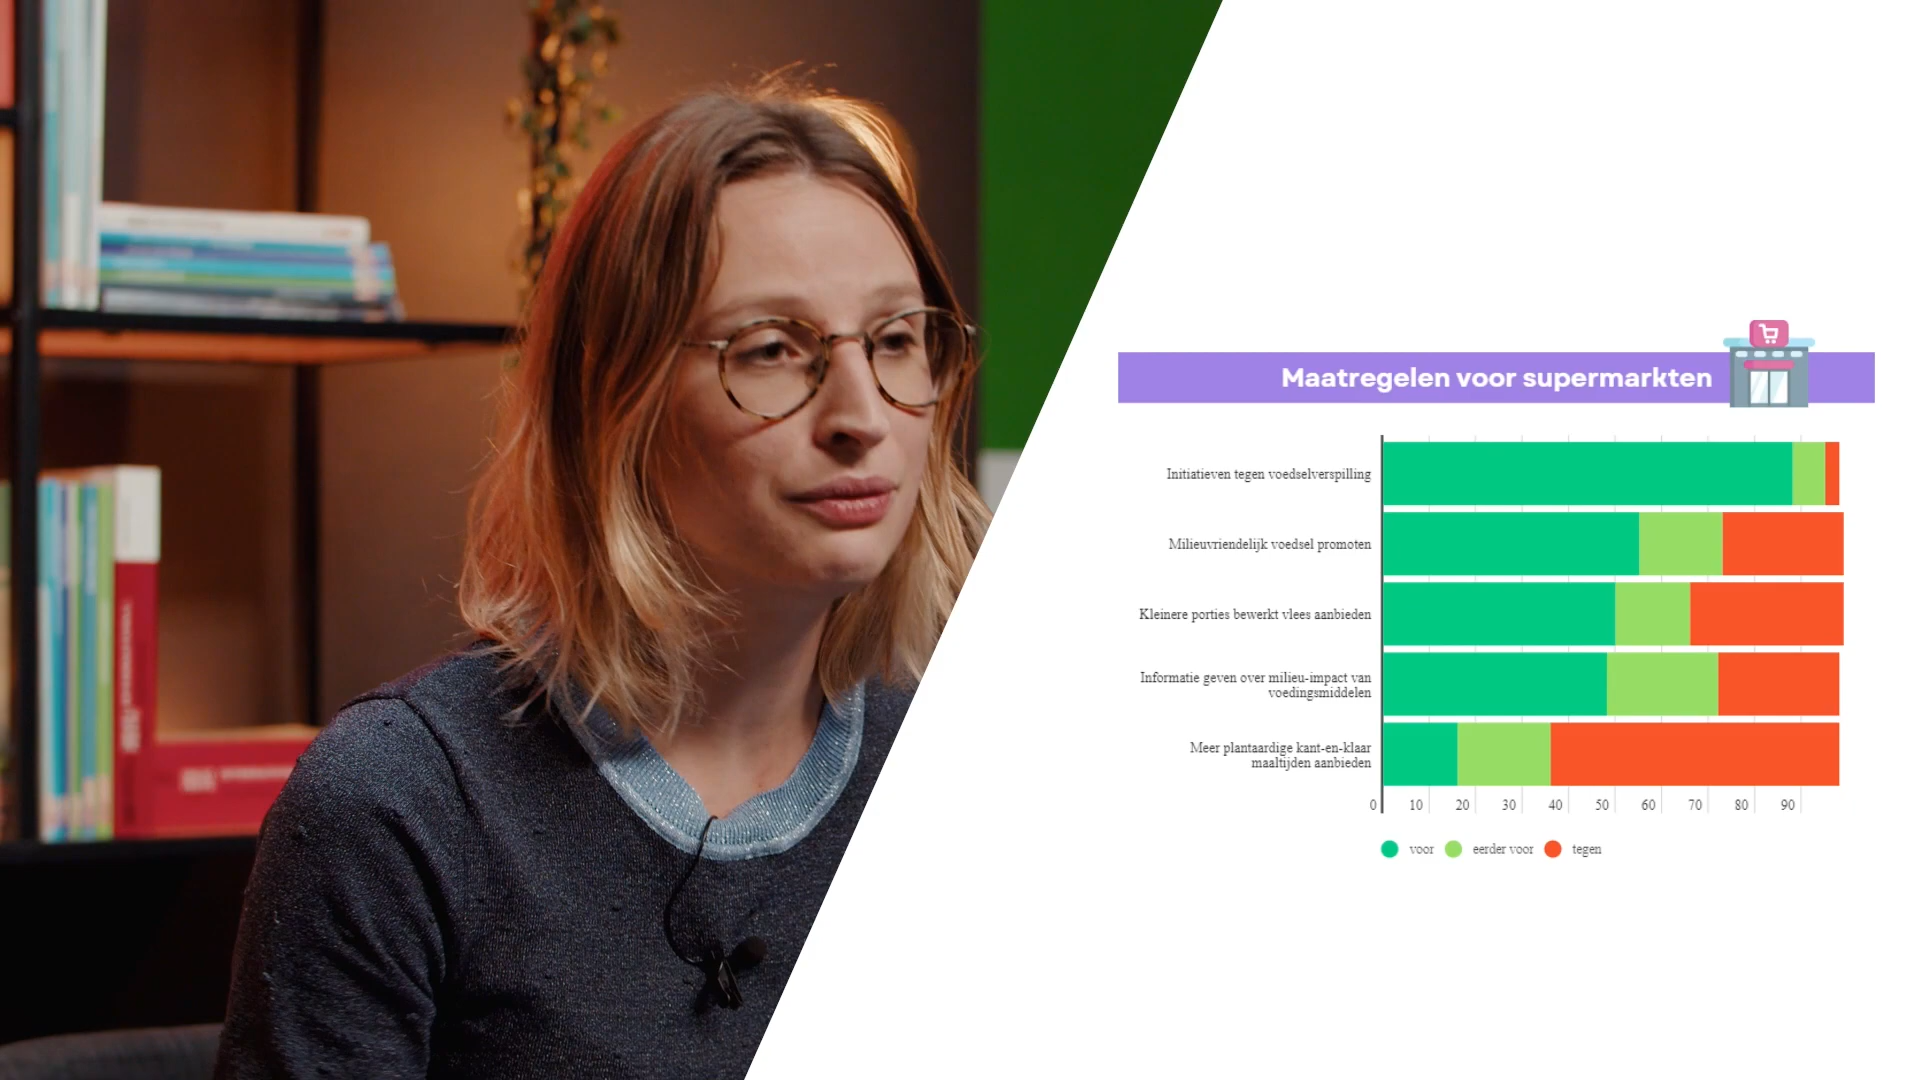 Maatregelen voor supermarkten
Initiatieven tegen voedselverspilling
Milieuvriendelijk voedsel promoten
Kleinere porties bewerkt vlees aanbieden
Informatie geven over milieu-impact van
voedingsmiddelen
Meer plantaardige kant-en-klaar
maaltijden aanbieden
0 10 20 30 40 50 60 70 80 90
voor eerder voor tegen